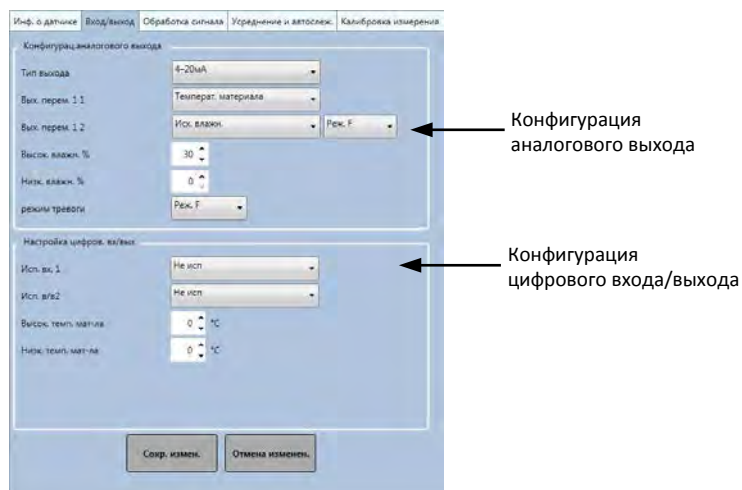 Инф. о датчике Вход/выход Обработка сигнала Усреднение и автослеж. Калибровка измерения
Конфигурац.аналогового выхода
Тип выхода 4–20мА
Вых. перем. 1 1 Температ. материала
Вых. перем. 1 2 Исх. влажн. Реж. F
Высок. влажн. % 30
Низк. влажн. % 0
режим тревоги Реж. F
Конфигурация
аналогового выхода
Настройка цифров. вх/вых.
Исп. вх. 1 Не исп
Исп. в/в2 Не исп
Высок. темп. мат-ла 0 °C
Низк. темп. мат-ла 0 °C
Конфигурация
цифрового входа/выхода
Сохр. измен. Отмена изменен.